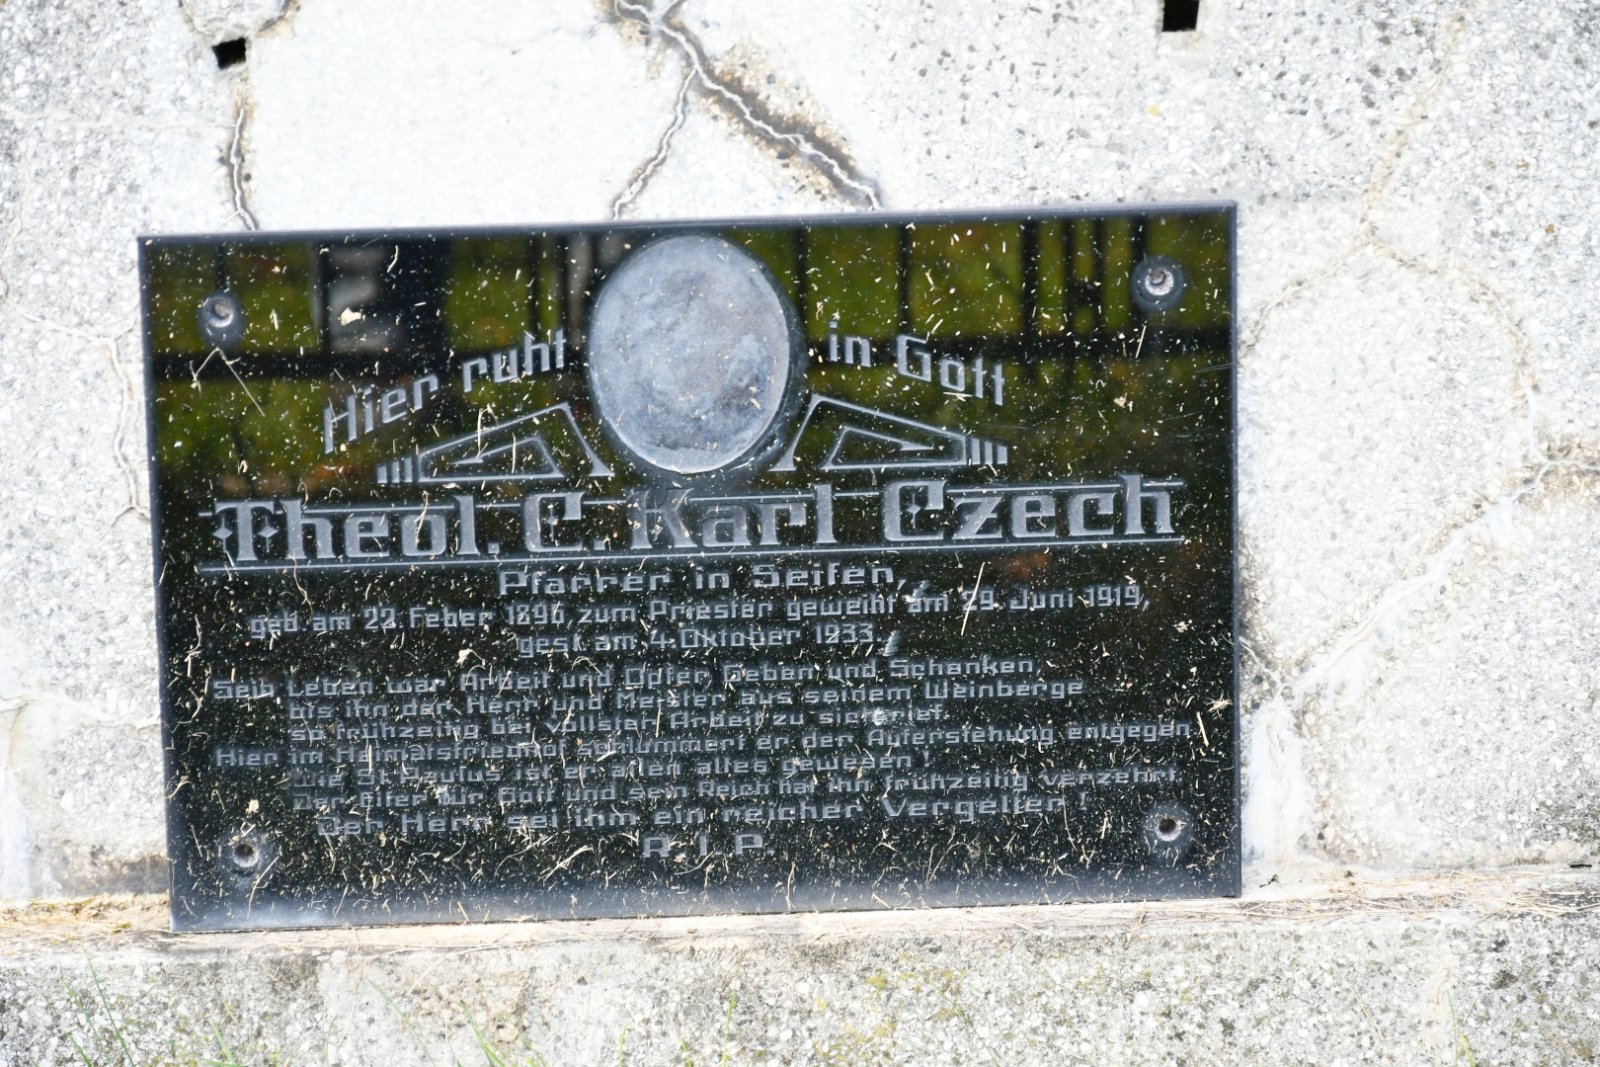 Hier ruht in Gott
Theol. C. Karl Czech
Pfarrer in Seifen,
geb. am 22. Feber 1896, zum Priester geweiht am 29. Juni 1919,
gest. am 4. Oktober 1933.
Sein Leben war Arbeit und Opfer, Geben und Schenken,
bis ihn der Herr und Meister aus seinem Weinberge
so frühzeitig bei vollster Arbeit zu sich rief.
Hier im Heimatsfriedhof schlummert er der Auferstehung entgegen
Wie St. Paulus ist er allen alles gewesen!
Der Eifer für Gott und sein Reich hat ihn frühzeitig verzehrt.
Der Herr sei ihm ein reicher Vergelter!
R. I. P.